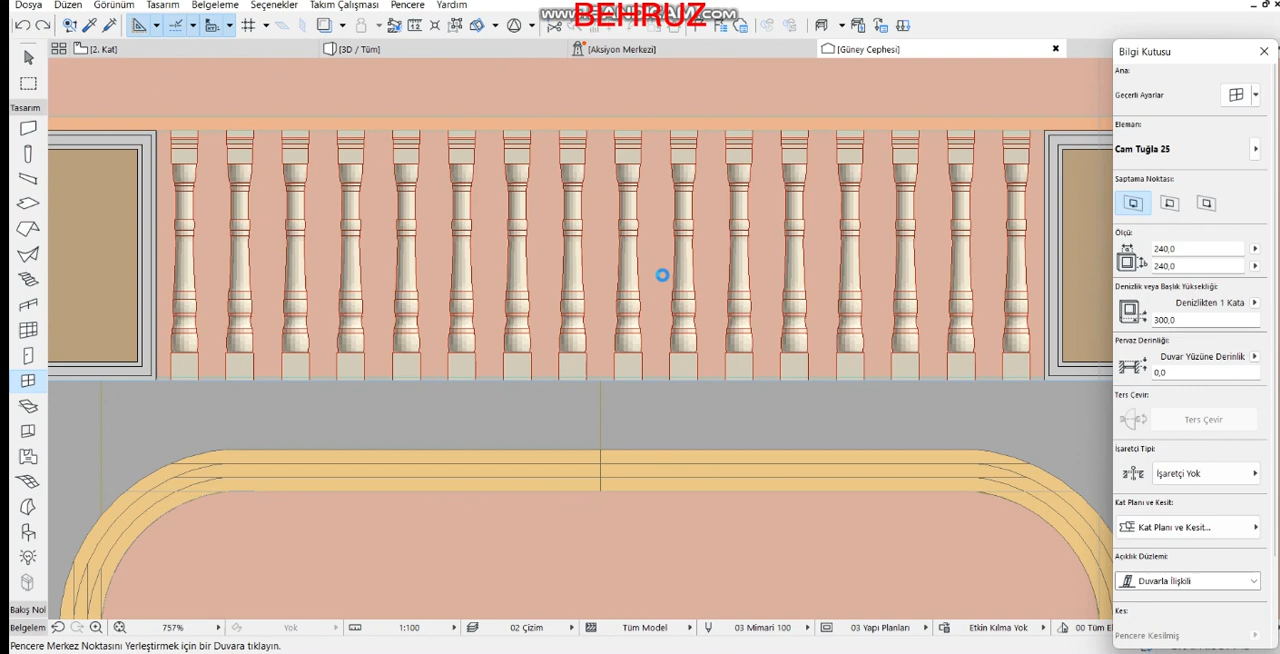 Dosya Düzen Görünüm Tasarım Belgeleme Seçenekler Takım Çalışması Pencere Yardım
BEHRUZ
[2. Kat] [3D / Tüm] [Aksiyon Merkezi] [Güney Cephesi]
Bilgi Kutusu
Ana:
Geçerli Ayarlar
Tasarım
Eleman:
Cam Tuğla 25
Saptama Noktası:
Ölçü:
240,0
240,0
Denizlik veya Başlık Yüksekliği:
Denizlikten 1 Kata
300,0
Pervaz Derinliği:
Duvar Yüzüne Derinlik
0,0
Ters Çevir:
Ters Çevir
İşaretçi Tipi:
İşaretçi Yok
Kat Planı ve Kesit:
Kat Planı ve Kesit...
Açıklık Düzlemi:
Duvarla İlişkili
Kes:
Pencere Kesilmiş
Bakış Nol
Belgelem 757% Yok 1:100 02 Çizim Tüm Model 03 Mimari 100 03 Yapı Planları Etkin Kılma Yok 00 Tüm
Pencere Merkez Noktasını Yerleştirmek için bir Duvara tıklayın.